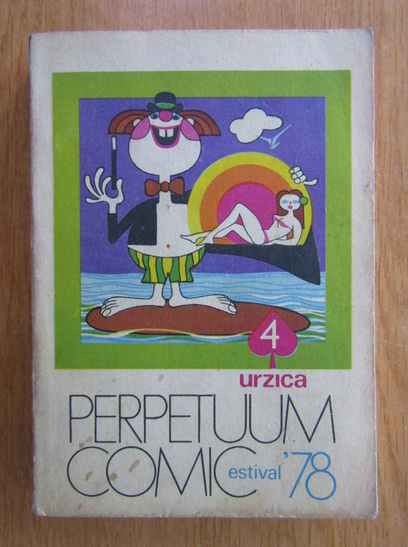 4
urzica
PERPETUUM
COMIC estival '78